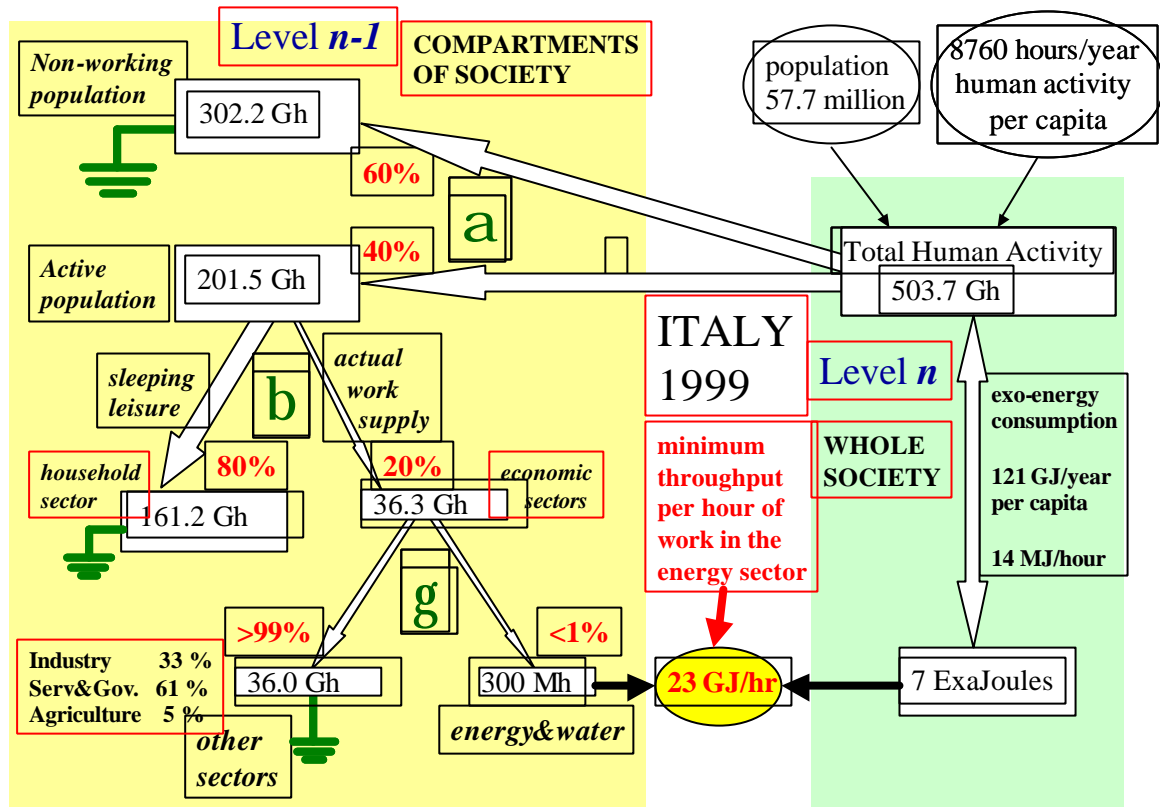 Level n-1
COMPARTMENTS
OF SOCIETY
Non-working
population
302.2 Gh
60%
a
40%
Active
population
201.5 Gh
population
57.7 million
8760 hours/year
human activity
per capita
Total Human Activity
503.7 Gh
ITALY
1999
Level n
WHOLE
SOCIETY
exo-energy
consumption
121 GJ/year
per capita
14 MJ/hour
sleeping
leisure
b
actual
work
supply
household
sector
80%
161.2 Gh
20%
economic
sectors
36.3 Gh
minimum
throughput
per hour of
work in the
energy sector
g
>99%
<1%
Industry 33 %
Serv&Gov. 61 %
Agriculture 5 %
36.0 Gh
other
sectors
300 Mh
energy&water
23 GJ/hr
7 ExaJoules